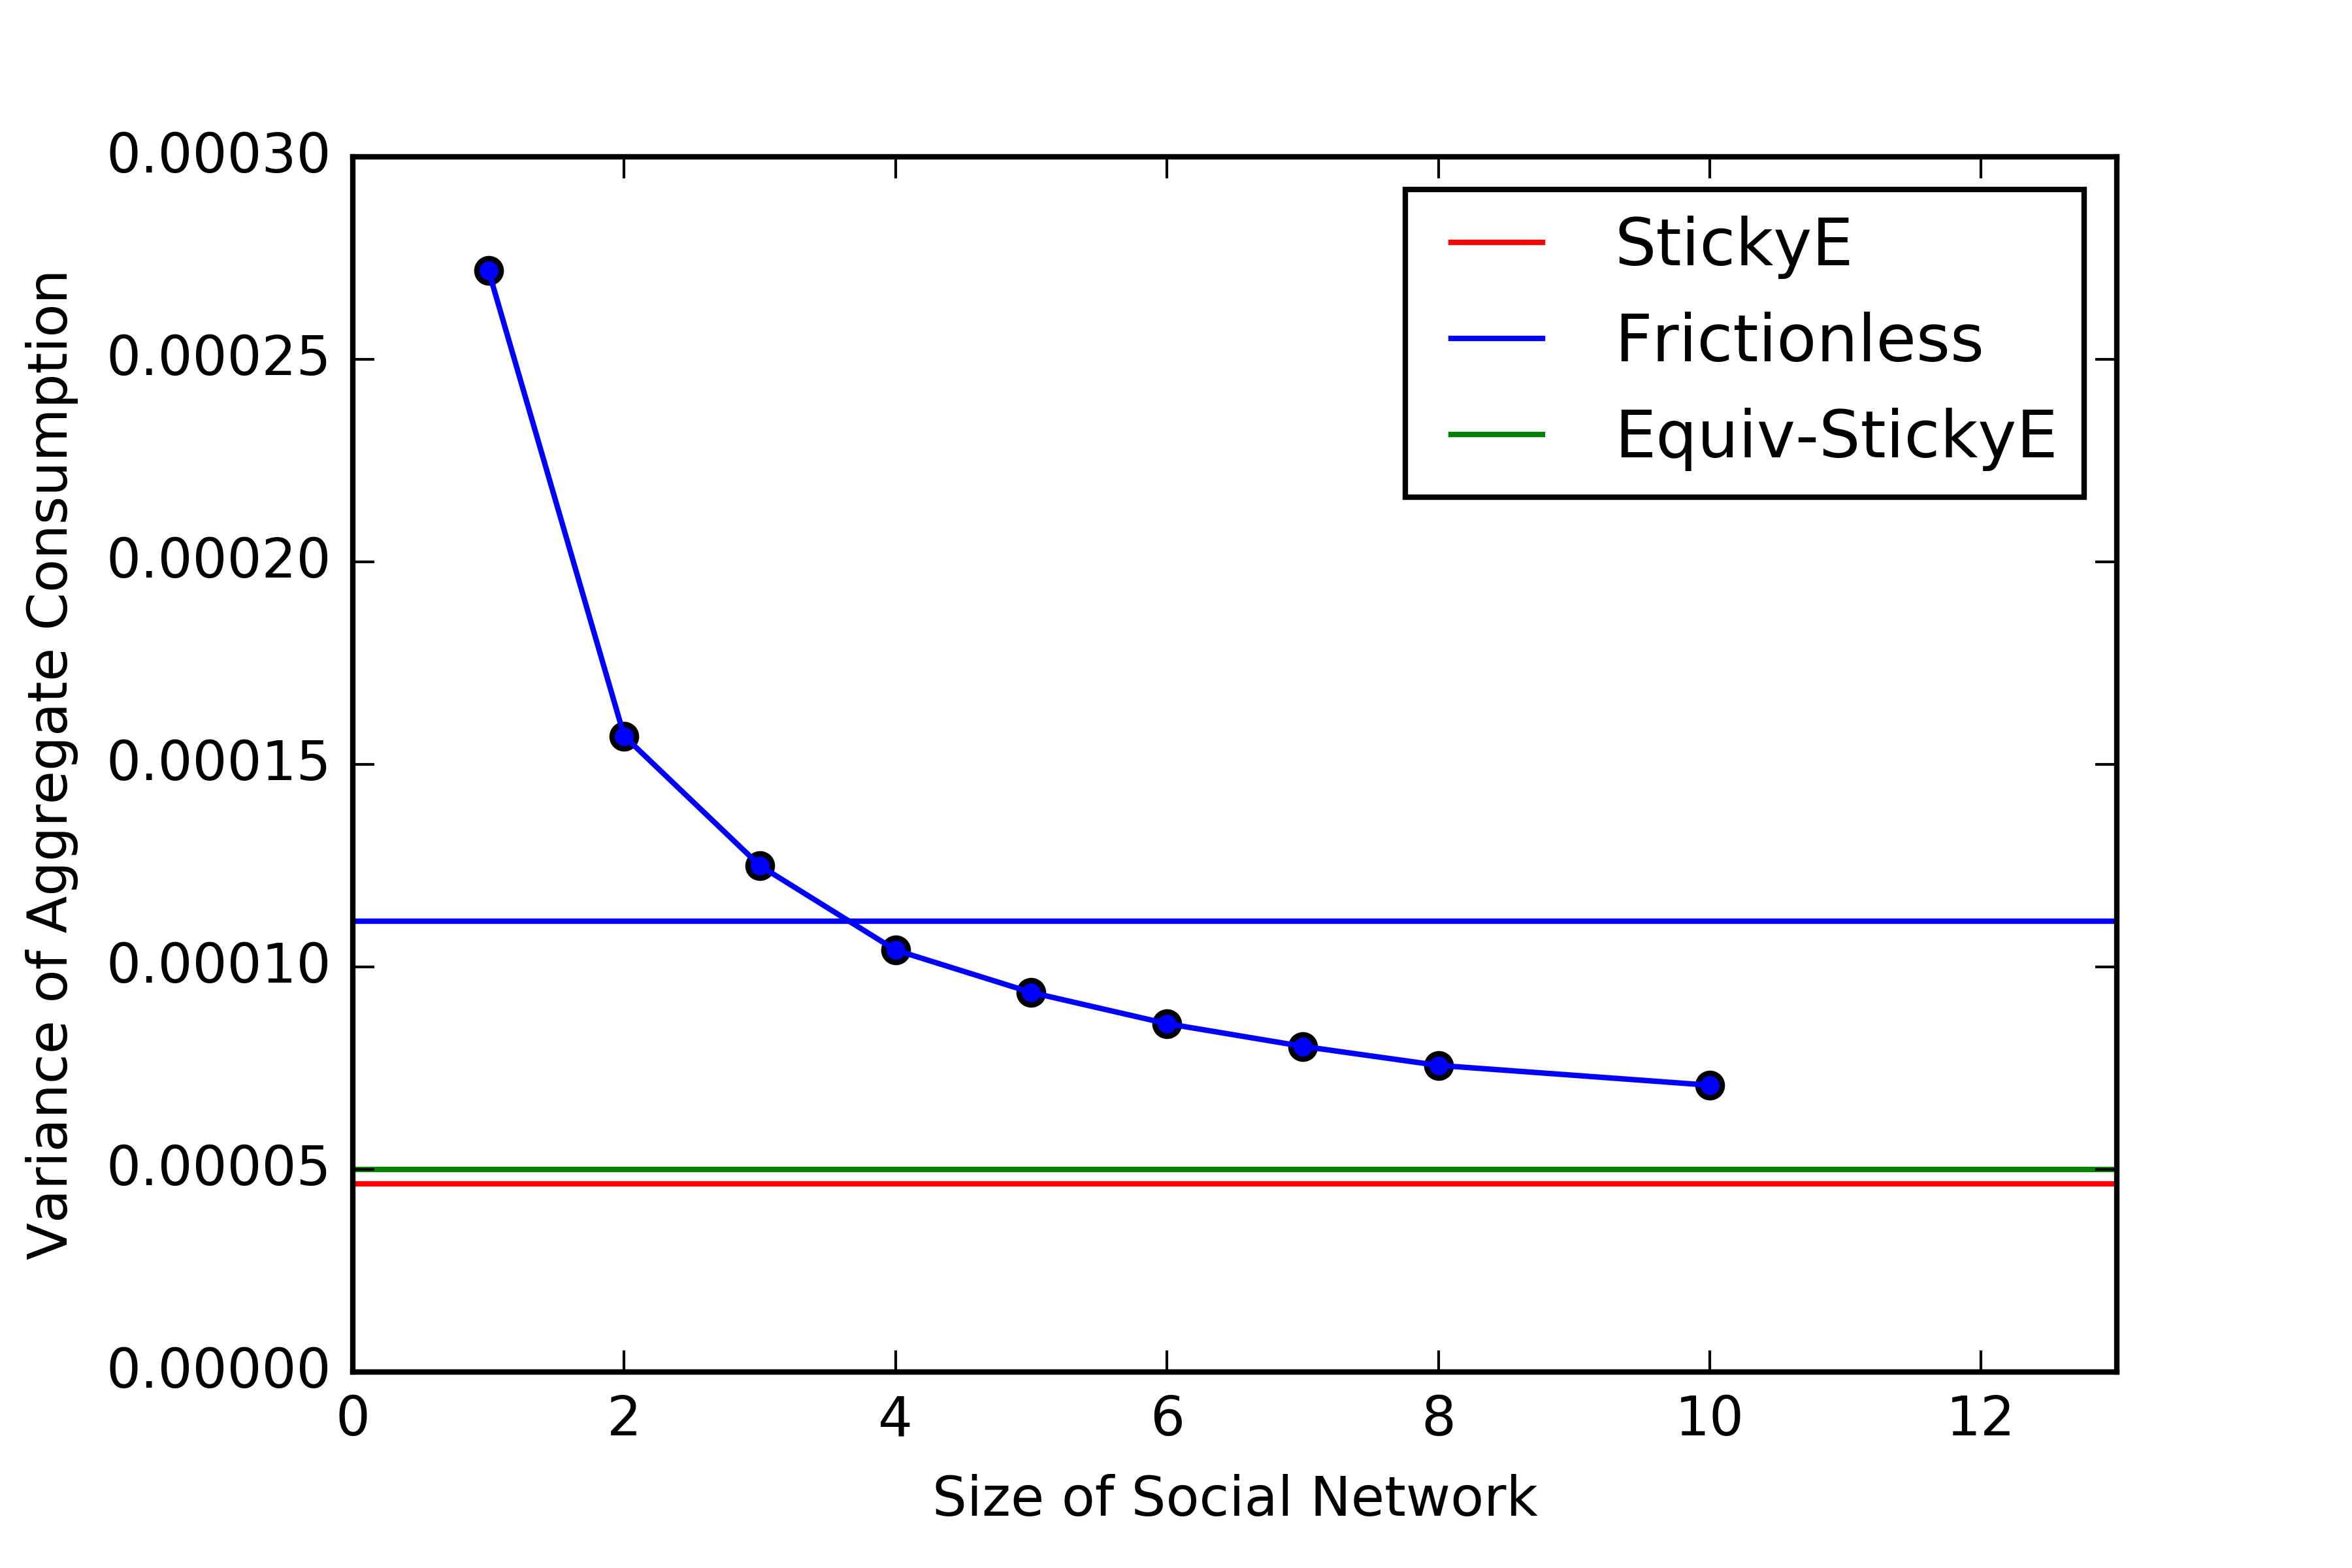 0.00030
0.00025
0.00020
0.00015
0.00010
0.00005
0.00000
Variance of Aggregate Consumption
StickyE
Frictionless
Equiv-StickyE
0 2 4 6 8 10 12
Size of Social Network